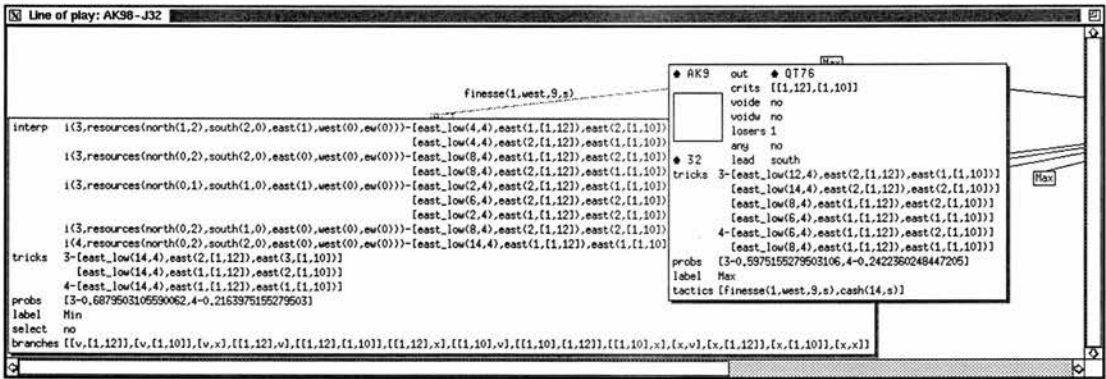 Line of play: AK98-J32
Max
finesse(1,west,9,s)
interp i(3,resources(north(1,2),south(2,0),east(1),west(0),ew(0)))-[east_low(4,4),east(1,[1,12]),east(2,[1,10])
[east_low(4,4),east(2,[1,12]),east(1,[1,10])
i(3,resources(north(0,2),south(2,0),east(0),west(0),ew(0)))-[east_low(8,4),east(1,[1,12]),east(2,[1,10])
[east_low(8,4),east(2,[1,12]),east(1,[1,10])
i(3,resources(north(0,1),south(1,0),east(0),west(0),ew(0)))-[east_low(2,4),east(2,[1,12]),east(2,[1,10])
[east_low(6,4),east(2,[1,12]),east(1,[1,10])
[east_low(2,4),east(1,[1,12]),east(2,[1,10])
i(3,resources(north(0,2),south(1,0),east(0),west(0),ew(0)))-[east_low(8,4),east(2,[1,12]),east(2,[1,10])
i(4,resources(north(0,2),south(2,0),east(0),west(0),ew(0)))-[east_low(14,4),east(1,[1,12]),east(1,[1,10]
tricks 3-[east_low(14,4),east(2,[1,12]),east(3,[1,10])]
[east_low(14,4),east(1,[1,12]),east(2,[1,10])]
4-[east_low(14,4),east(1,[1,12]),east(1,[1,10])]
probs [3-0.6879503105590062,4-0.2163975155279503]
label Min
select no
branches [[v,[1,12]],[v,[1,10]],[v,x],[[1,12],v],[[1,12],[1,10]],[[1,12],x],[[1,10],v],[[1,10],[1,12]],[[1,10],x],[x,v],[x,[1,12]],[x,[1,10]],[x,x]]
♠ AK9 out ♠ QT76
crits [[1,12],[1,10]]
voide no
voidw no
losers 1
any no
♠ 32 lead south
tricks 3-[east_low(12,4),east(2,[1,12]),east(1,[1,10])]
[east_low(14,4),east(2,[1,12]),east(2,[1,10])]
[east_low(8,4),east(1,[1,12]),east(2,[1,10])]
[east_low(6,4),east(1,[1,12]),east(1,[1,10])]
4-[east_low(6,4),east(1,[1,12]),east(2,[1,10])]
[east_low(8,4),east(1,[1,12]),east(1,[1,10])]
probs [3-0.5975155279503106,4-0.2422360248447205]
label Max
tactics [finesse(1,west,9,s),cash(14,s)]
Max